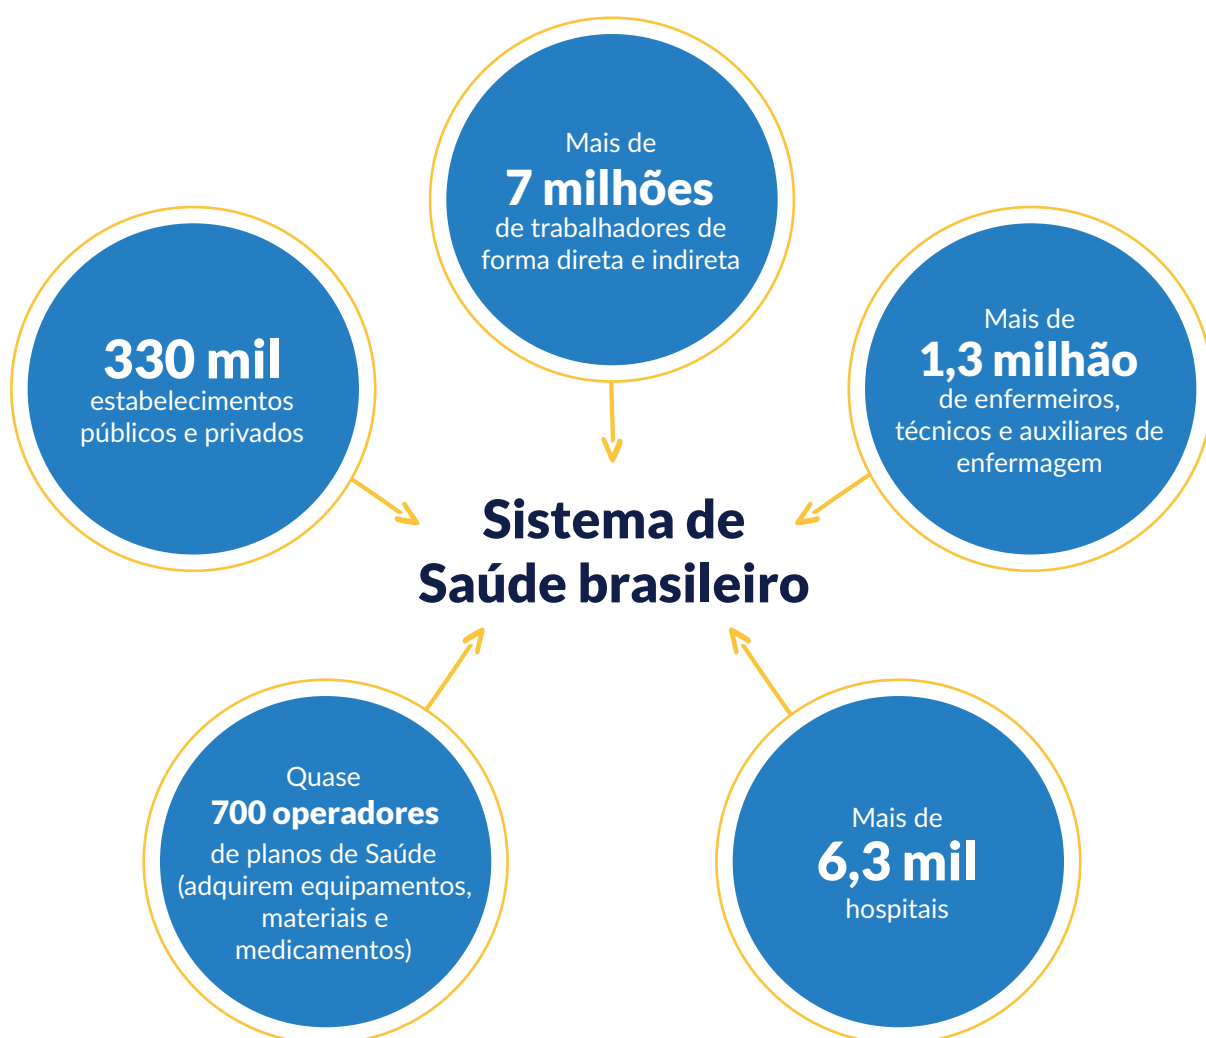 Mais de
7 milhões
de trabalhadores de
forma direta e indireta
330 mil
estabelecimentos
públicos e privados
Mais de
1,3 milhão
de enfermeiros,
técnicos e auxiliares de
enfermagem
Sistema de
Saúde brasileiro
Quase
700 operadores
de planos de Saúde
(adquirem equipamentos,
materiais e
medicamentos)
Mais de
6,3 mil
hospitais